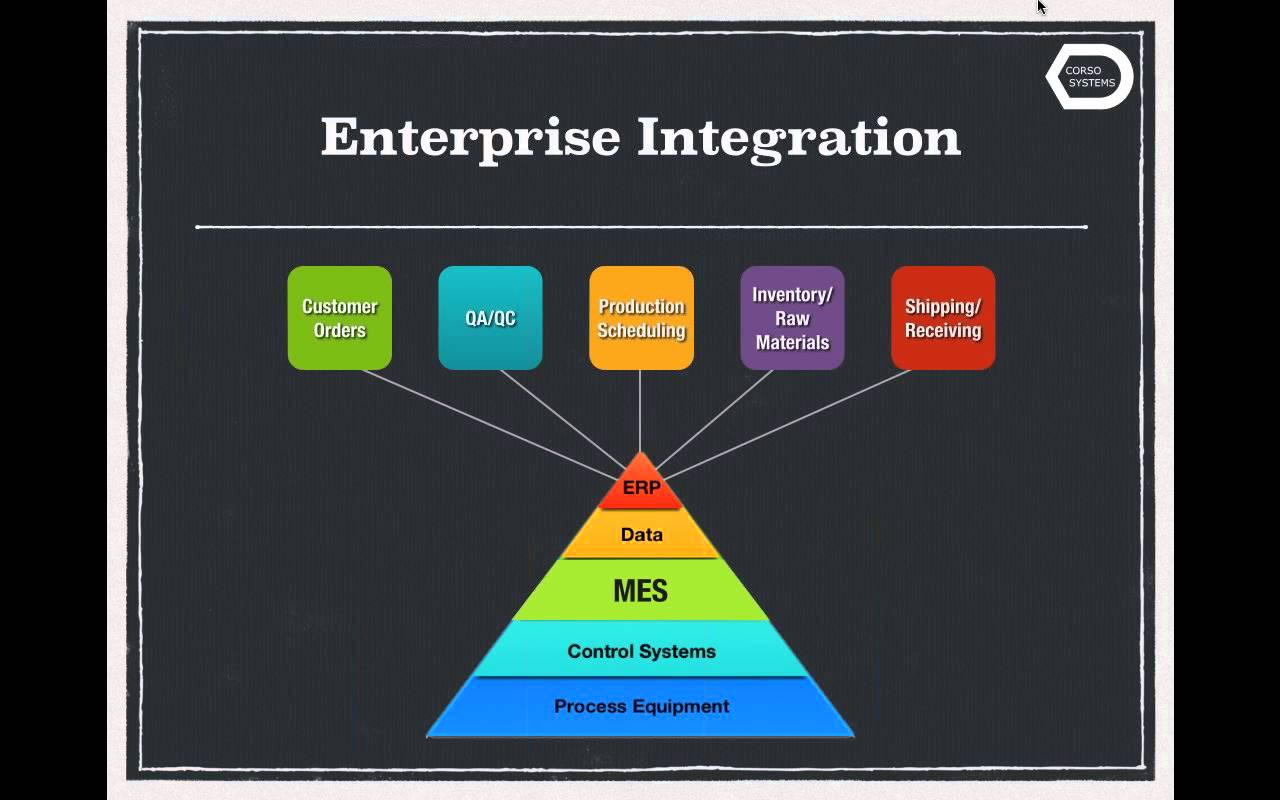 CORSO
SYSTEMS
Enterprise Integration
Customer
Orders
QA/QC
Production
Scheduling
Inventory/
Raw
Materials
Shipping/
Receiving
ERP
Data
MES
Control Systems
Process Equipment